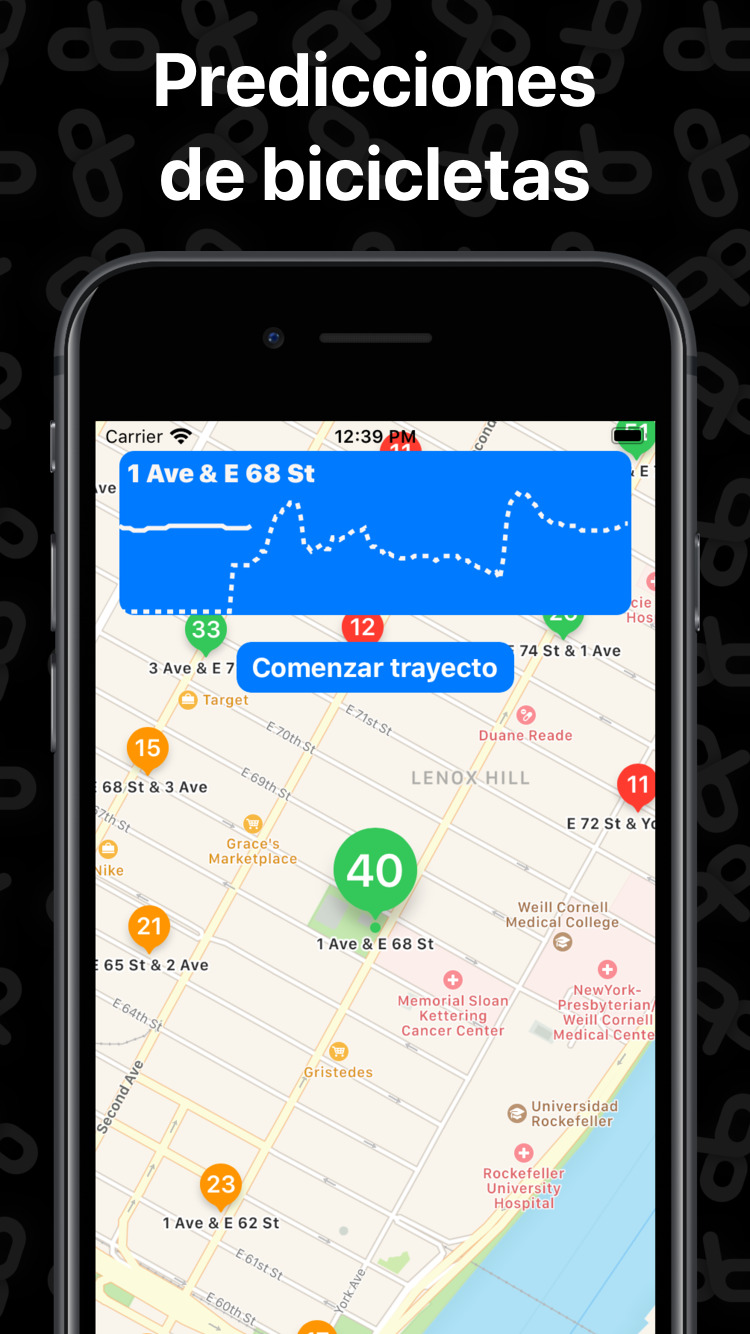 Predicciones
de bicicletas
Carrier
12:39 PM
1 Ave & E 68 St
33
12
3 Ave & E 7
74 St & 1 Ave
Comenzar trayecto
Target
E 70th St
E 71st St
Duane Reade
15
68 St & 3 Ave
E 69th St
LENOX HILL
11
E 72 St & Yo
67th St
Grace's
Marketplace
Nike
40
1 Ave & E 68 St
Weill Cornell
Medical College
21
E 65 St & 2 Ave
Memorial Sloan
Kettering
Cancer Center
NewYork-
Presbyterian/
Weill Cornell
Medical Cente
E 64th St
Gristedes
Second Ave
Universidad
Rockefeller
Rockefeller
University
Hospital
23
1 Ave & E 62 St
E 61st St
York Ave
E 60th St